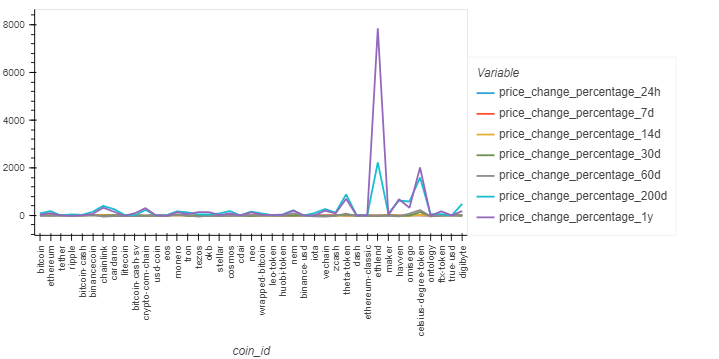 8000
6000
4000
2000
0
Variable
price_change_percentage_24h
price_change_percentage_7d
price_change_percentage_14d
price_change_percentage_30d
price_change_percentage_60d
price_change_percentage_200d
price_change_percentage_1y
bitcoin
ethereum
tether
ripple
bitcoin-cash
binancecoin
chainlink
cardano
litecoin
bitcoin-cash-sv
crypto-com-chain
usd-coin
eos
monero
tron
tezos
okb
stellar
cosmos
cdai
neo
wrapped-bitcoin
leo-token
huobi-token
nem
binance-usd
iota
vechain
zcash
theta-token
dash
ethereum-classic
ethlend
maker
havven
omisego
celsius-degree-token
ontology
ftx-token
true-usd
digibyte
coin_id